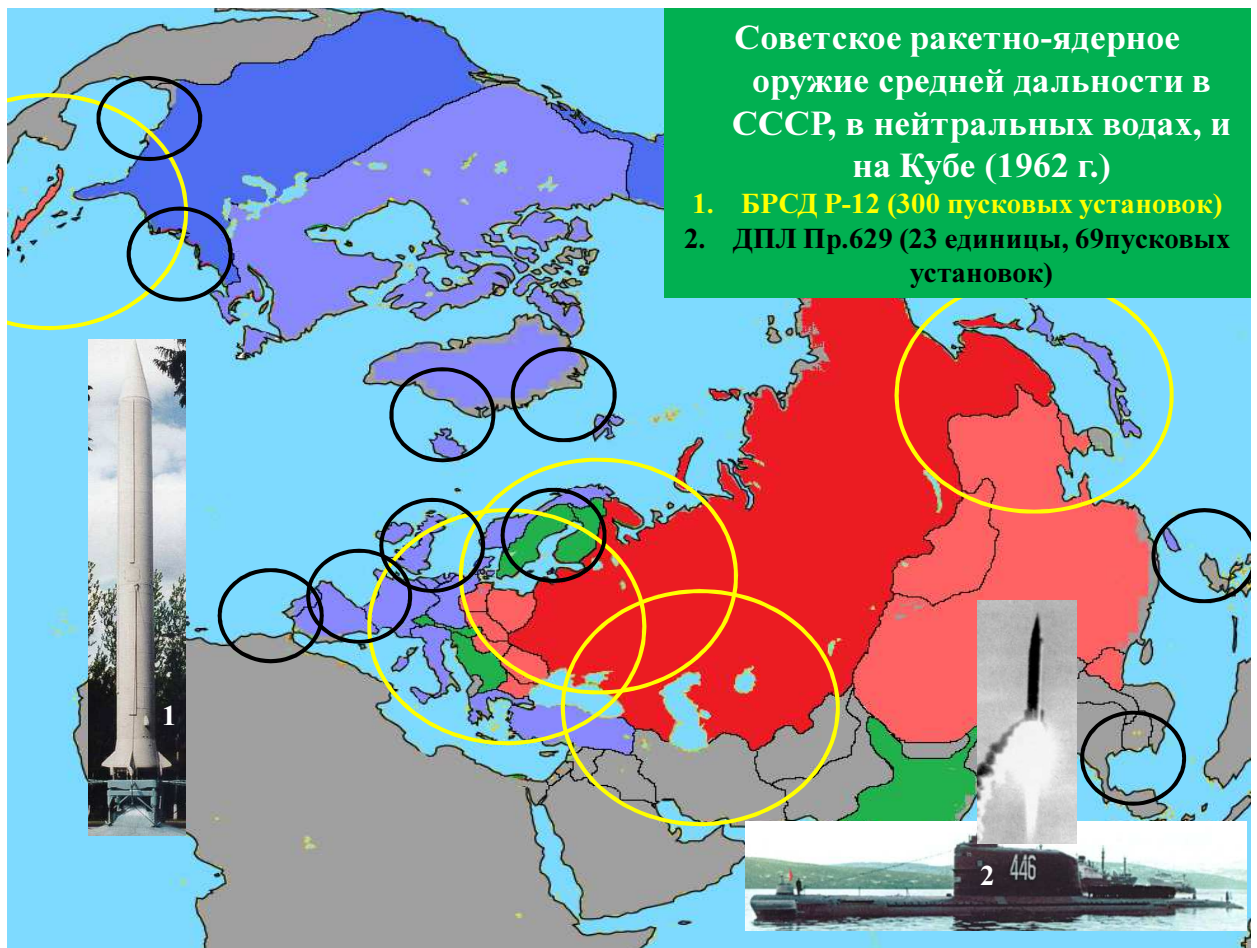 Советское ракетно-ядерное
оружие средней дальности в
СССР, в нейтральных водах, и
на Кубе (1962 г.)
1. БРСД Р-12 (300 пусковых установок)
2. ДПЛ Пр.629 (23 единицы, 69пусковых
установок)
1
2
446